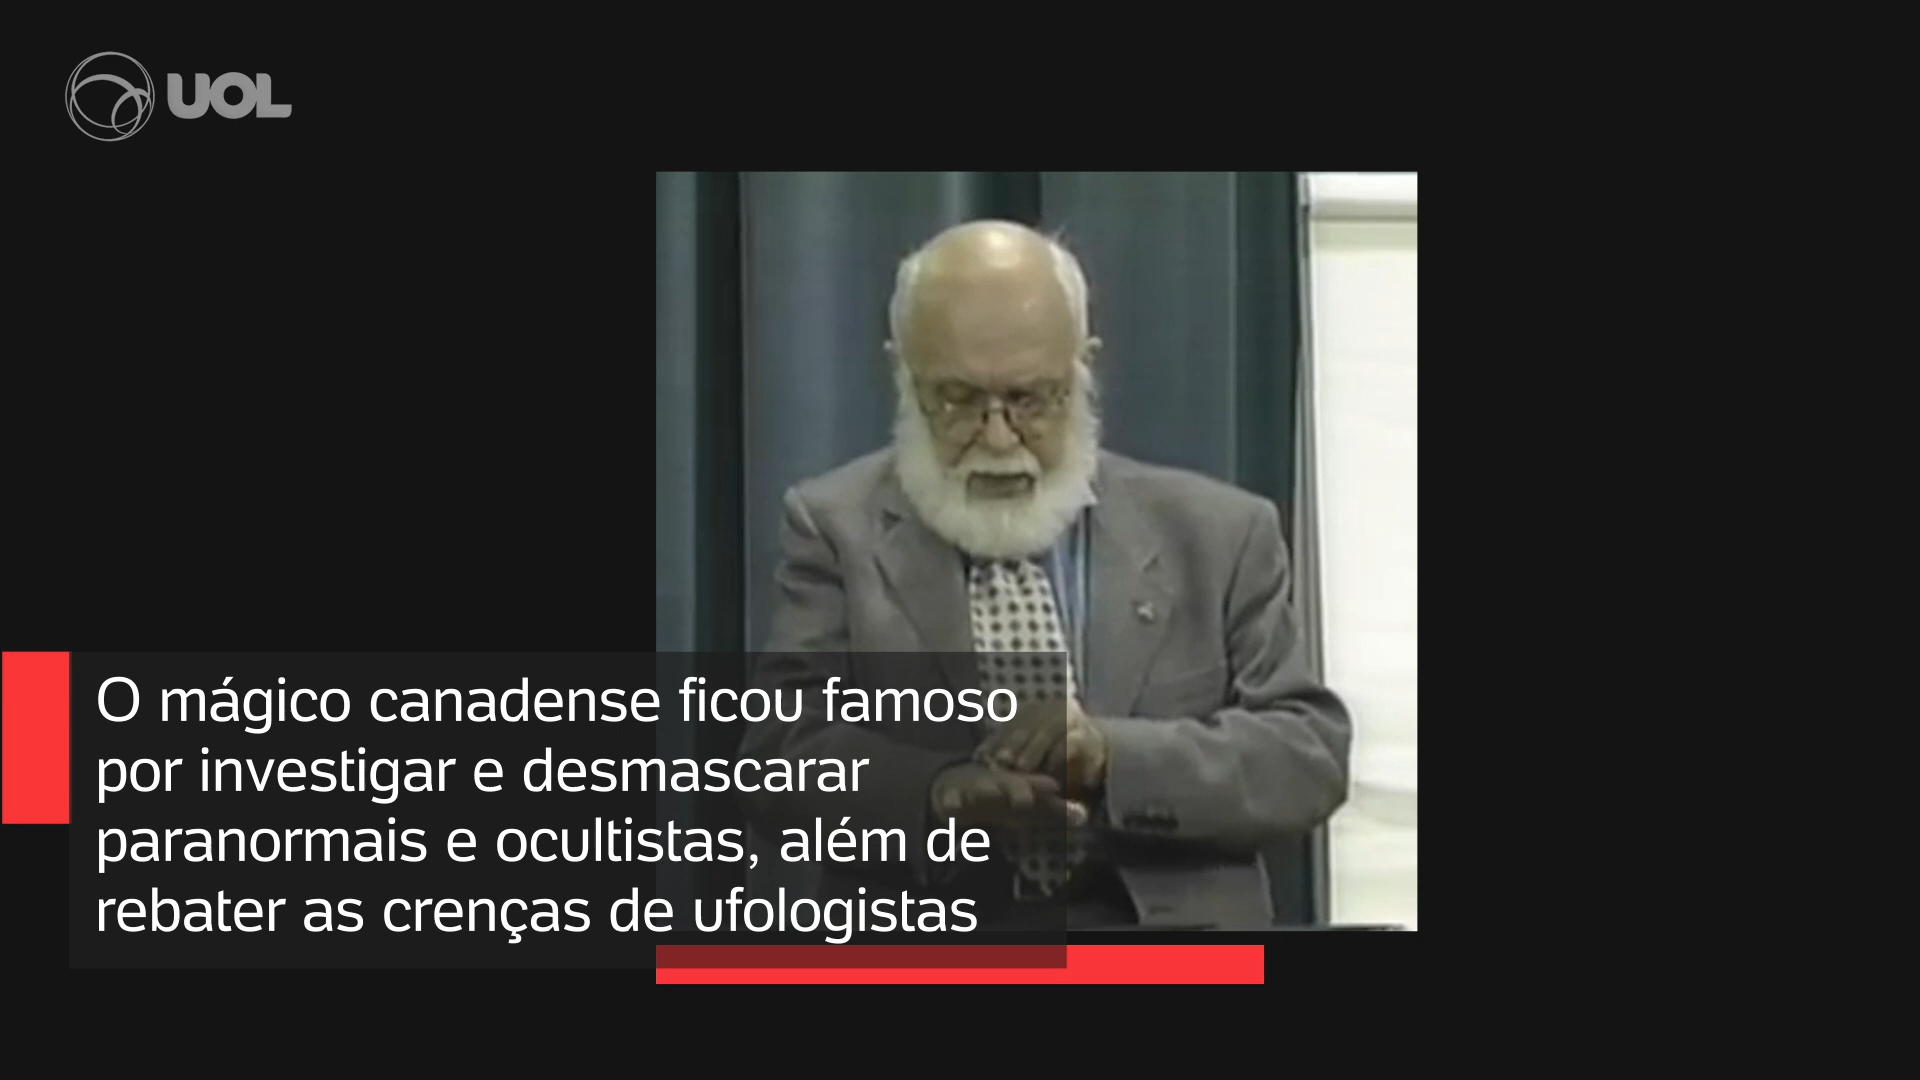 UOL
O mágico canadense ficou famoso
por investigar e desmascarar
paranormais e ocultistas, além de
rebater as crenças de ufologistas